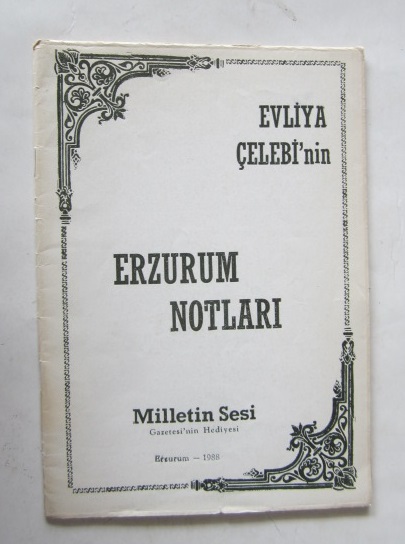 EVLİYA
ÇELEBİ'nin
ERZURUM
NOTLARI
Milletin Sesi
Gazetesi'nin Hediyesi
Erzurum — 1988